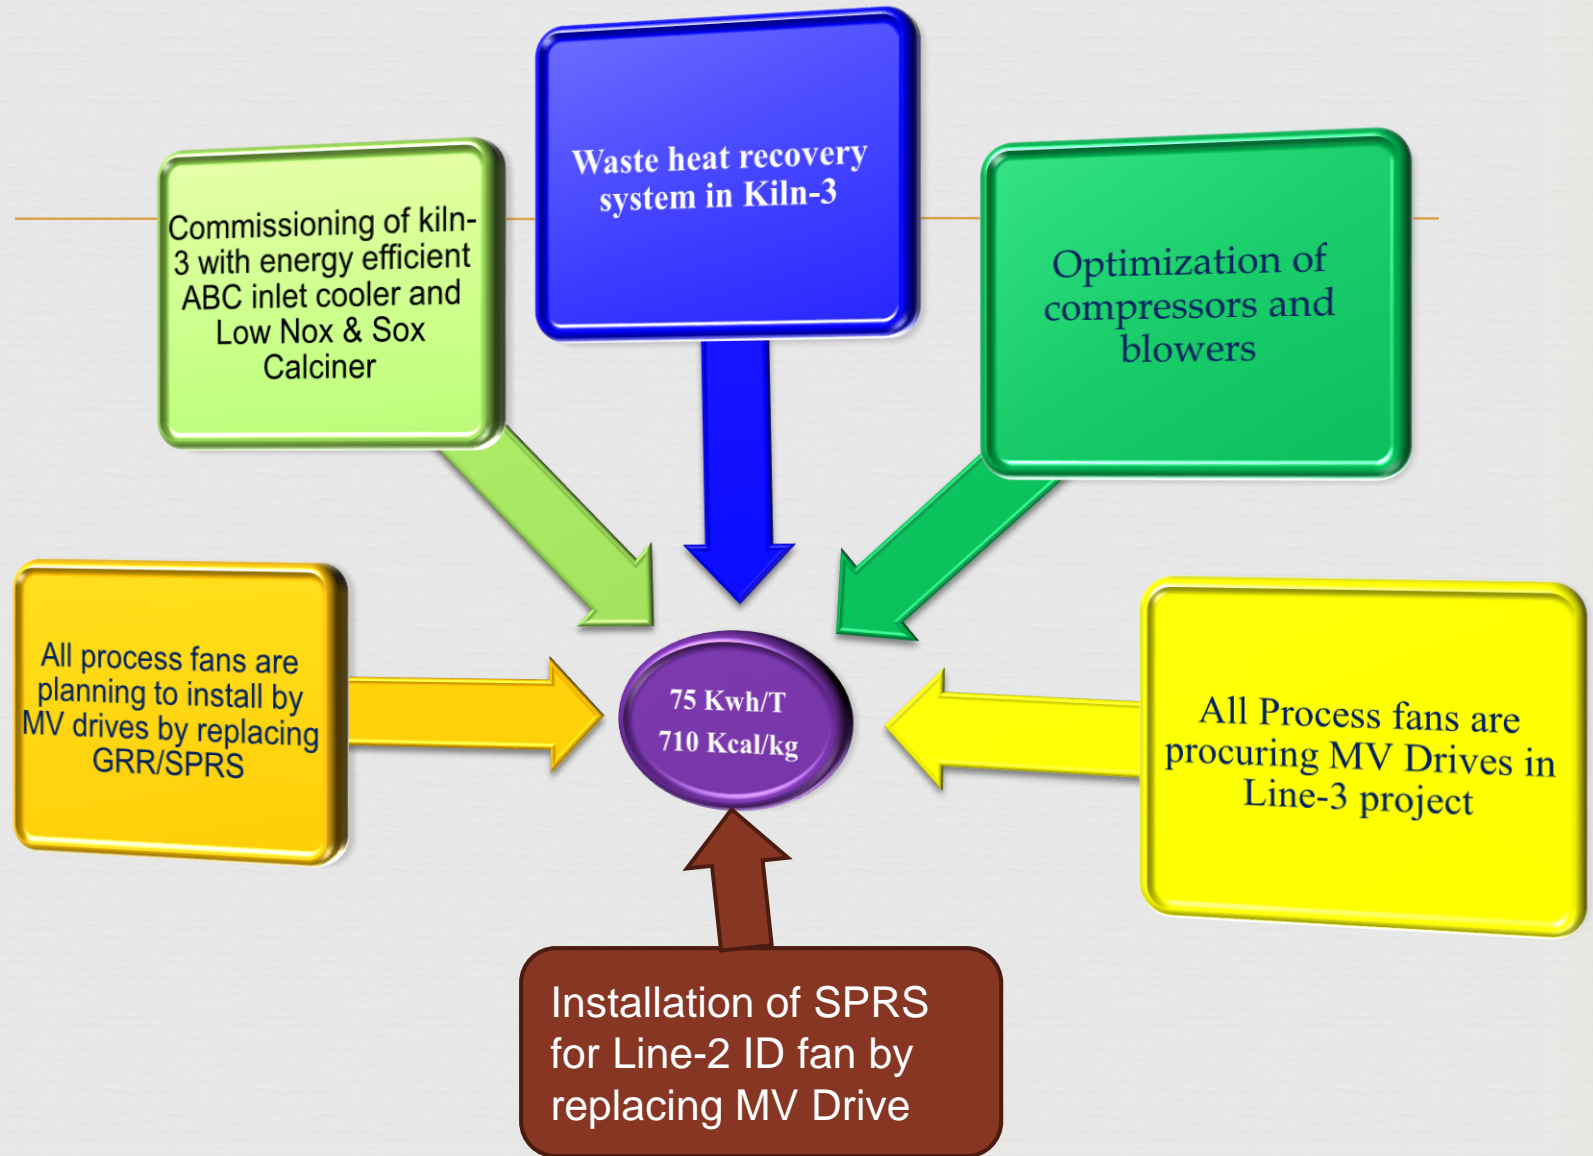 Waste heat recovery
system in Kiln-3
Commissioning of kiln-
3 with energy efficient
ABC inlet cooler and
Low Nox & Sox
Calciner
Optimization of
compressors and
blowers
All process fans are
planning to install by
MV drives by replacing
GRR/SPRS
75 Kwh/T
710 Kcal/kg
All Process fans are
procuring MV Drives in
Line-3 project
Installation of SPRS
for Line-2 ID fan by
replacing MV Drive